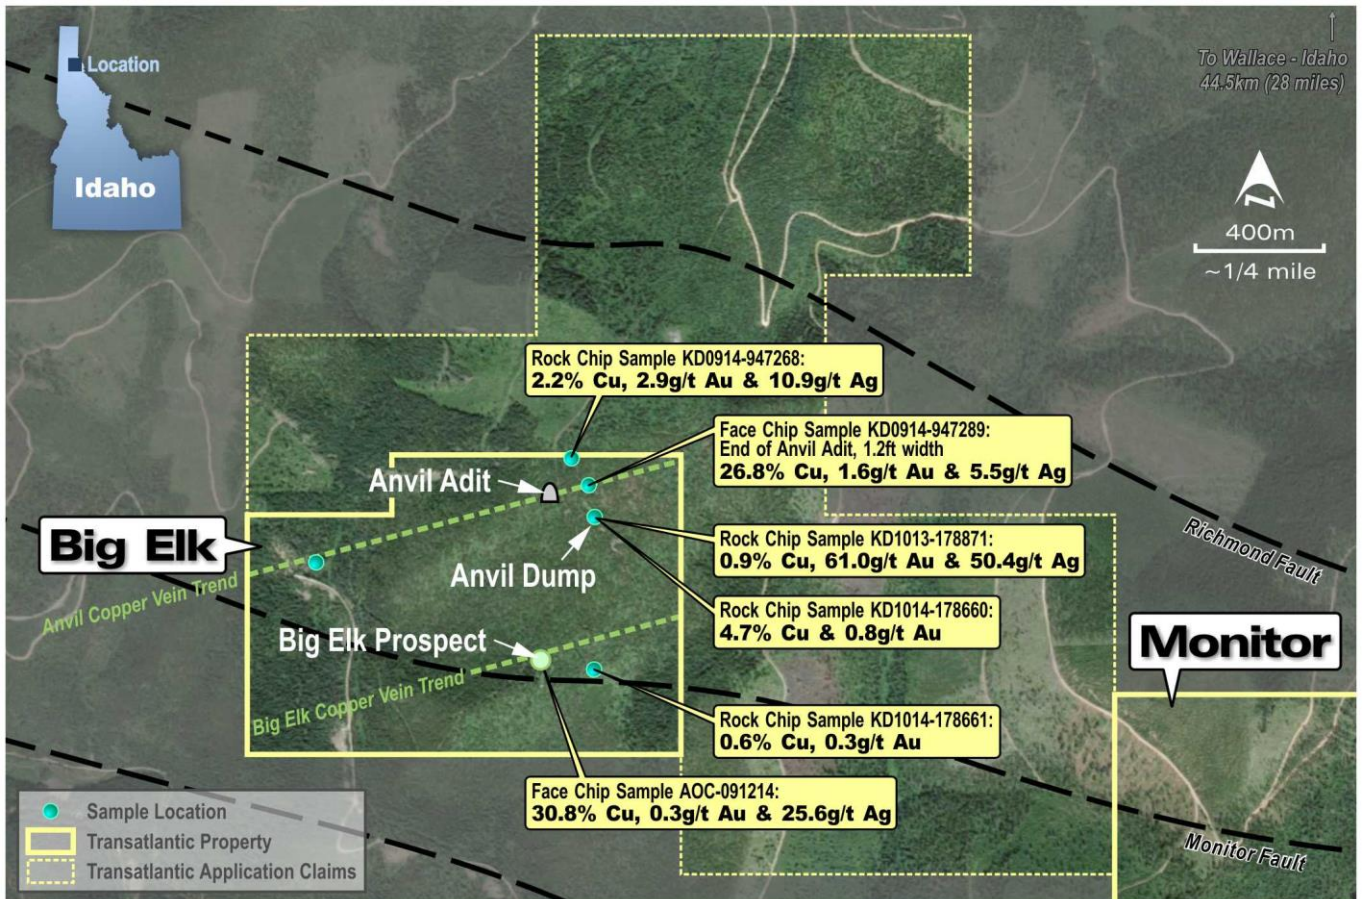 To Wallace - Idaho
44.5km (28 miles)
Location
Idaho
400m
~1/4 mile
Rock Chip Sample KD0914-947268:
2.2% Cu, 2.9g/t Au & 10.9g/t Ag
Face Chip Sample KD0914-947289:
End of Anvil Adit, 1.2ft width
26.8% Cu, 1.6g/t Au & 5.5g/t Ag
Anvil Adit
Richmond Fault
Big Elk
Rock Chip Sample KD1013-178871:
0.9% Cu, 61.0g/t Au & 50.4g/t Ag
Anvil Dump
Anvil Copper Vein Trend
Rock Chip Sample KD1014-178660:
4.7% Cu & 0.8g/t Au
Big Elk Prospect
Monitor
Big Elk Copper Vein Trend
Rock Chip Sample KD1014-178661:
0.6% Cu, 0.3g/t Au
Face Chip Sample AOC-091214:
30.8% Cu, 0.3g/t Au & 25.6g/t Ag
Monitor Fault
Sample Location
Transatlantic Property
Transatlantic Application Claims